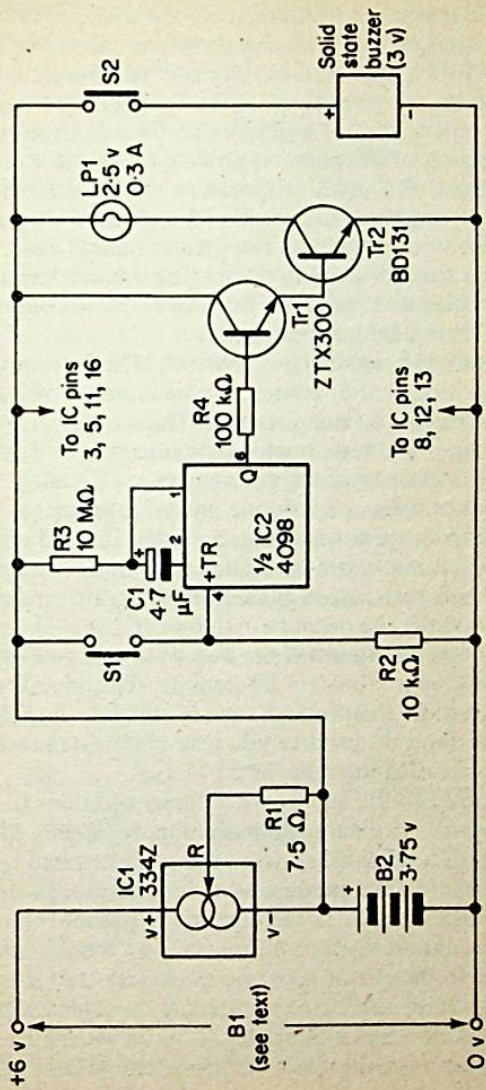 +6 v
B1
(see text)
0 v
IC1
334Z
V+
R
V-
R1
7·5 Ω
+
B2
3·75 v
S1
R2
10 kΩ
R3
10 MΩ
C1
4·7
μF
+
1
2
4
+TR
½ IC2
4098
Q
6
R4
100 kΩ
To IC pins
3, 5, 11, 16
To IC pins
8, 12, 13
Tr1
ZTX300
Tr2
BD131
LP1
2·5 v
0·3 A
S2
+
-
Solid
state
buzzer
(3 v)